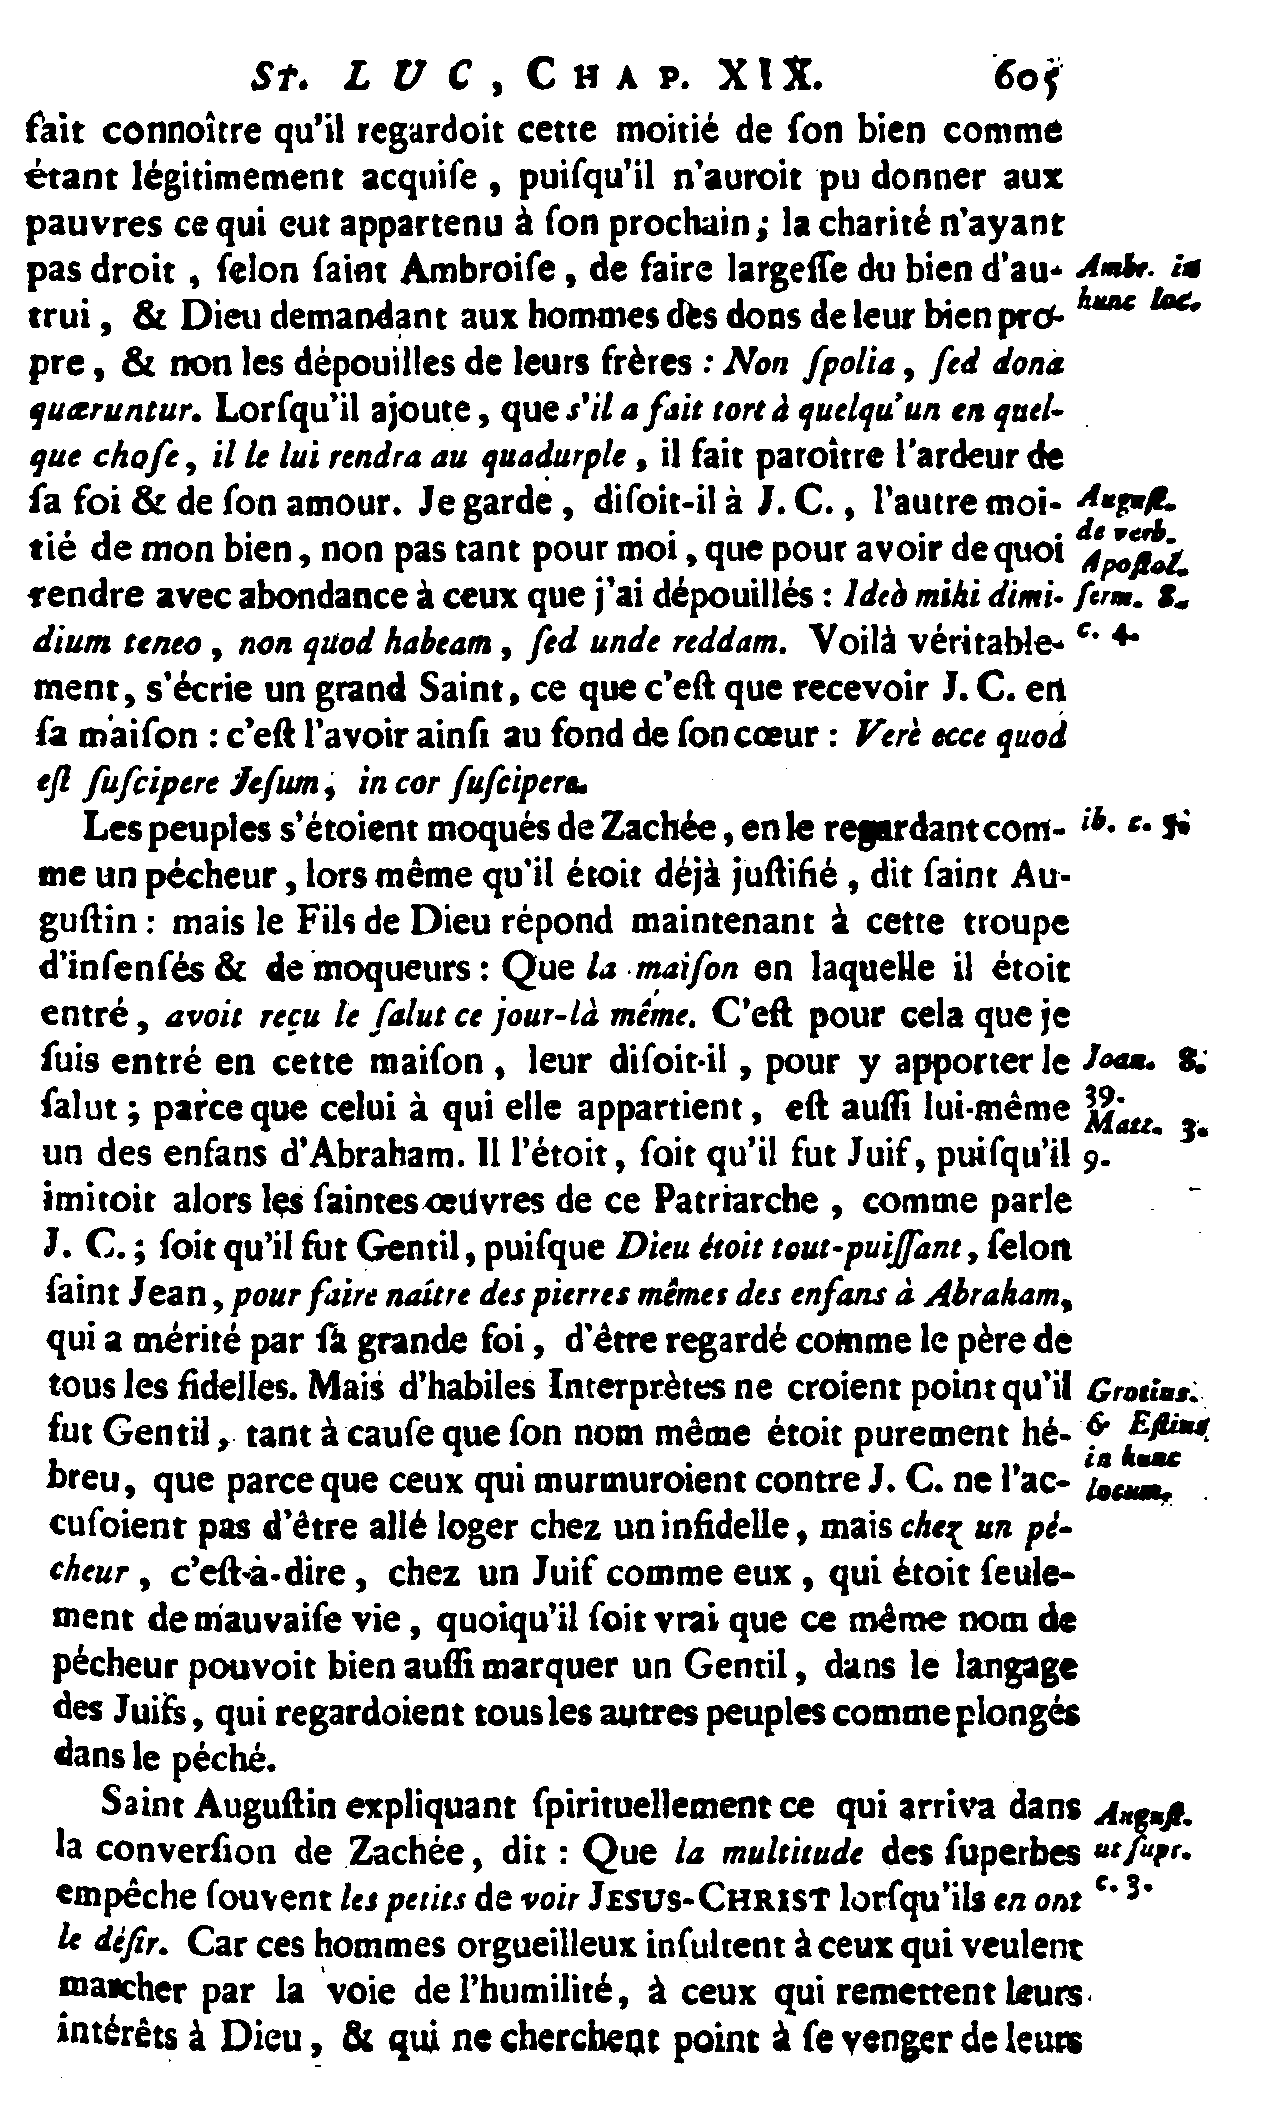 St. LUC, CHAP. XIX. 605
fait connoître qu'il regardoit cette moitié de ſon bien comme
étant légitimement acquiſe, puiſqu'il n'auroit pu donner aux
pauvres ce qui eut appartenu à ſon prochain; la charité n'ayant
pas droit, ſelon ſaint Ambroiſe, de faire largeſſe du bien d'au-
trui, & Dieu demandant aux hommes des dons de leur bien pro-
pre, & non les dépouilles de leurs frères : Non ſpolia, ſed dona
quæruntur. Lorſqu'il ajoute, que s'il a fait tort à quelqu'un en quel-
que choſe, il le lui rendra au quadurple, il fait paroître l'ardeur de
ſa foi & de ſon amour. Je garde, diſoit-il à J. C., l'autre moi-
tié de mon bien, non pas tant pour moi, que pour avoir de quoi
rendre avec abondance à ceux que j'ai dépouillés : Ideò mihi dimi-
dium teneo, non quod habeam, ſed unde reddam. Voilà véritable-
ment, s'écrie un grand Saint, ce que c'eſt que recevoir J. C. en
ſa maiſon : c'eſt l'avoir ainſi au fond de ſon cœur : Verè ecce quod
eſt ſuſcipere Jeſum, in cor ſuſcipere.
Les peuples s'étoient moqués de Zachée, en le regardant com-
me un pécheur, lors même qu'il étoit déjà juſtifié, dit ſaint Au-
guſtin : mais le Fils de Dieu répond maintenant à cette troupe
d'inſenſés & de moqueurs : Que la maiſon en laquelle il étoit
entré, avoit reçu le ſalut ce jour-là même. C'eſt pour cela que je
ſuis entré en cette maiſon, leur diſoit-il, pour y apporter le
ſalut; parce que celui à qui elle appartient, eſt auſſi lui-même
un des enfans d'Abraham. Il l'étoit, ſoit qu'il fut Juif, puiſqu'il
imitoit alors les ſaintes œuvres de ce Patriarche, comme parle
J. C.; ſoit qu'il fut Gentil, puiſque Dieu étoit tout-puiſſant, ſelon
ſaint Jean, pour faire naître des pierres mêmes des enfans à Abraham,
qui a mérité par ſa grande foi, d'être regardé comme le père de
tous les fidelles. Mais d'habiles Interprètes ne croient point qu'il
fut Gentil, tant à cauſe que ſon nom même étoit purement hé-
breu, que parce que ceux qui murmuroient contre J. C. ne l'ac-
cuſoient pas d'être allé loger chez un infidelle, mais chez un pé-
cheur, c'eſt-à-dire, chez un Juif comme eux, qui étoit ſeule-
ment de mauvaiſe vie, quoiqu'il ſoit vrai que ce même nom de
pécheur pouvoit bien auſſi marquer un Gentil, dans le langage
des Juifs, qui regardoient tous les autres peuples comme plongés
dans le péché.
Saint Auguſtin expliquant ſpirituellement ce qui arriva dans
la converſion de Zachée, dit : Que la multitude des ſuperbes
empêche ſouvent les petits de voir JESUS-CHRIST lorſqu'ils en ont
le déſir. Car ces hommes orgueilleux inſultent à ceux qui veulent
marcher par la voie de l'humilité, à ceux qui remettent leurs
intérêts à Dieu, & qui ne cherchent point à ſe venger de leurs
Ambr. in
hunc loc.
Auguſt.
de verb.
Apoſtol.
ſerm. 8.
c. 4.
ib. c. 5.
Joan. 8.
39.
Matt. 3.
9.
Grotius.
& Eſtius
in hunc
locum.
Auguſt.
ut ſupr.
c. 3.